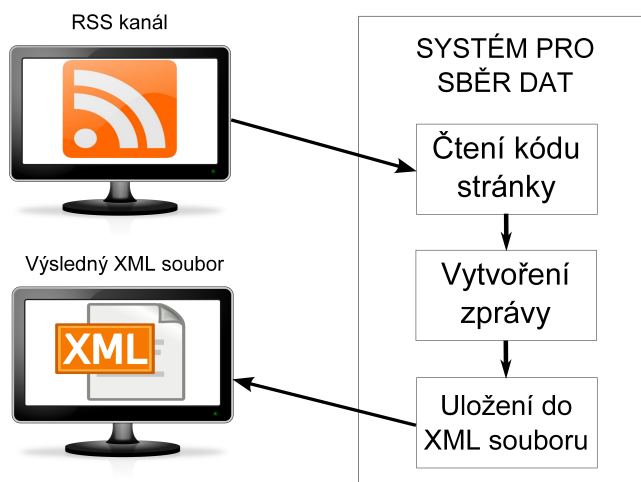 RSS kanál
SYSTÉM PRO
SBĚR DAT
Čtení kódu
stránky
Vytvoření
zprávy
Uložení do
XML souboru
Výsledný XML soubor
XML